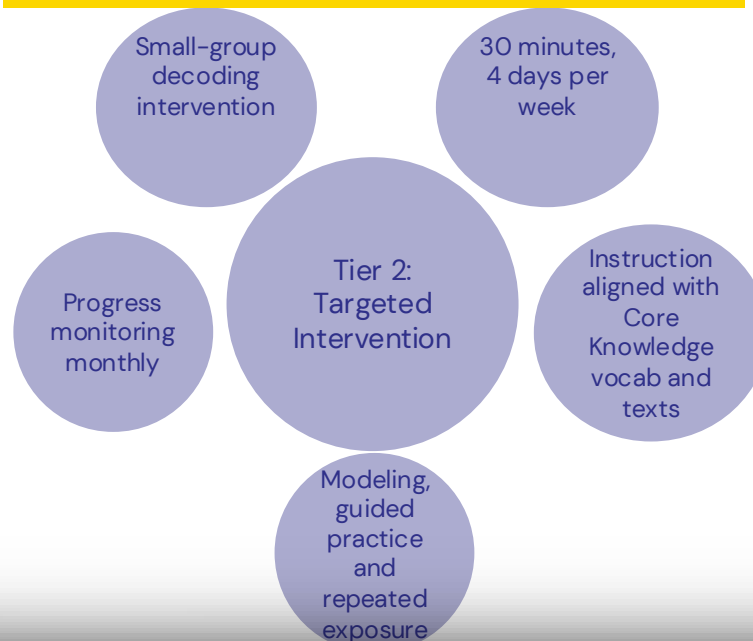 Small-group
decoding
intervention
30 minutes,
4 days per
week
Tier 2:
Targeted
Intervention
Instruction
aligned with
Core
Knowledge
vocab and
texts
Progress
monitoring
monthly
Modeling,
guided
practice
and
repeated
exposure